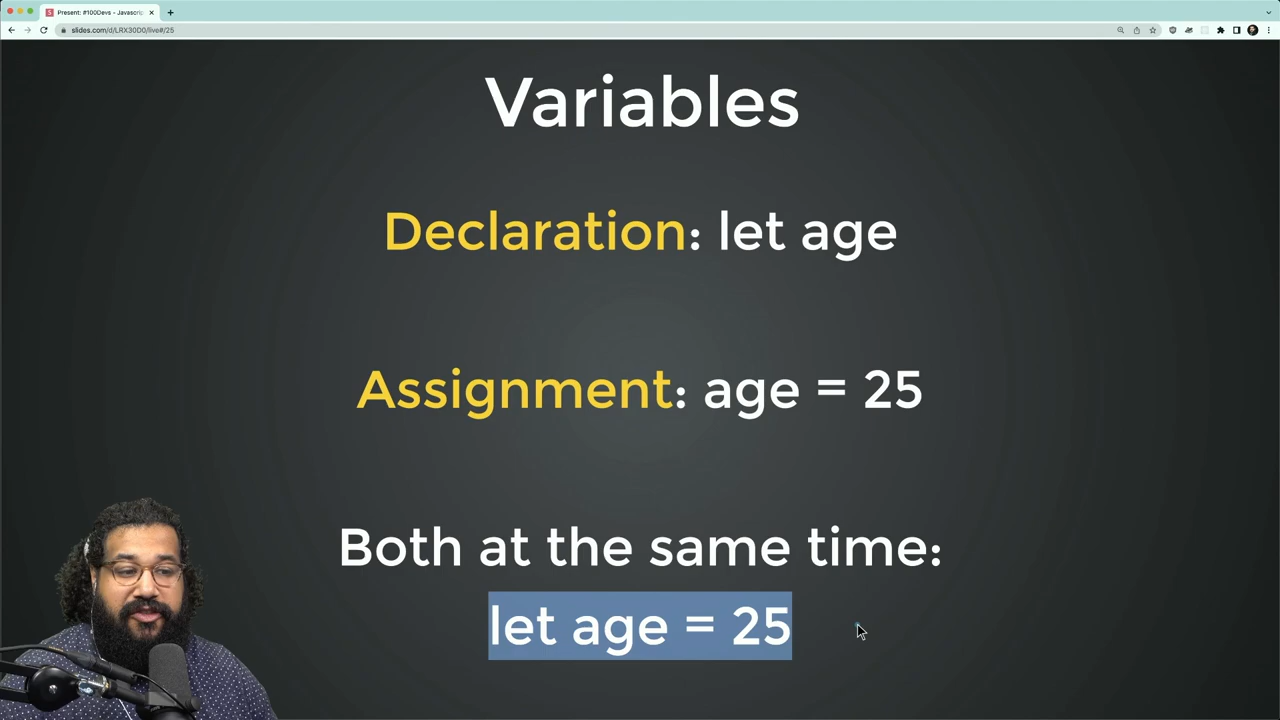 Present: #100Devs - Javascrip
slides.com/d/LRX30D0/live#/25
Variables
Declaration: let age
Assignment: age = 25
Both at the same time:
let age = 25